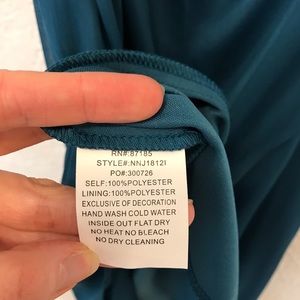 RN#:87185
STYLE#:NNJ1812I
PO#:300726
SELF:100%POLYESTER
LINING:100%POLYESTER
EXCLUSIVE OF DECORATION
HAND WASH COLD WATER
INSIDE OUT FLAT DRY
NO HEAT NO BLEACH
NO DRY CLEANING